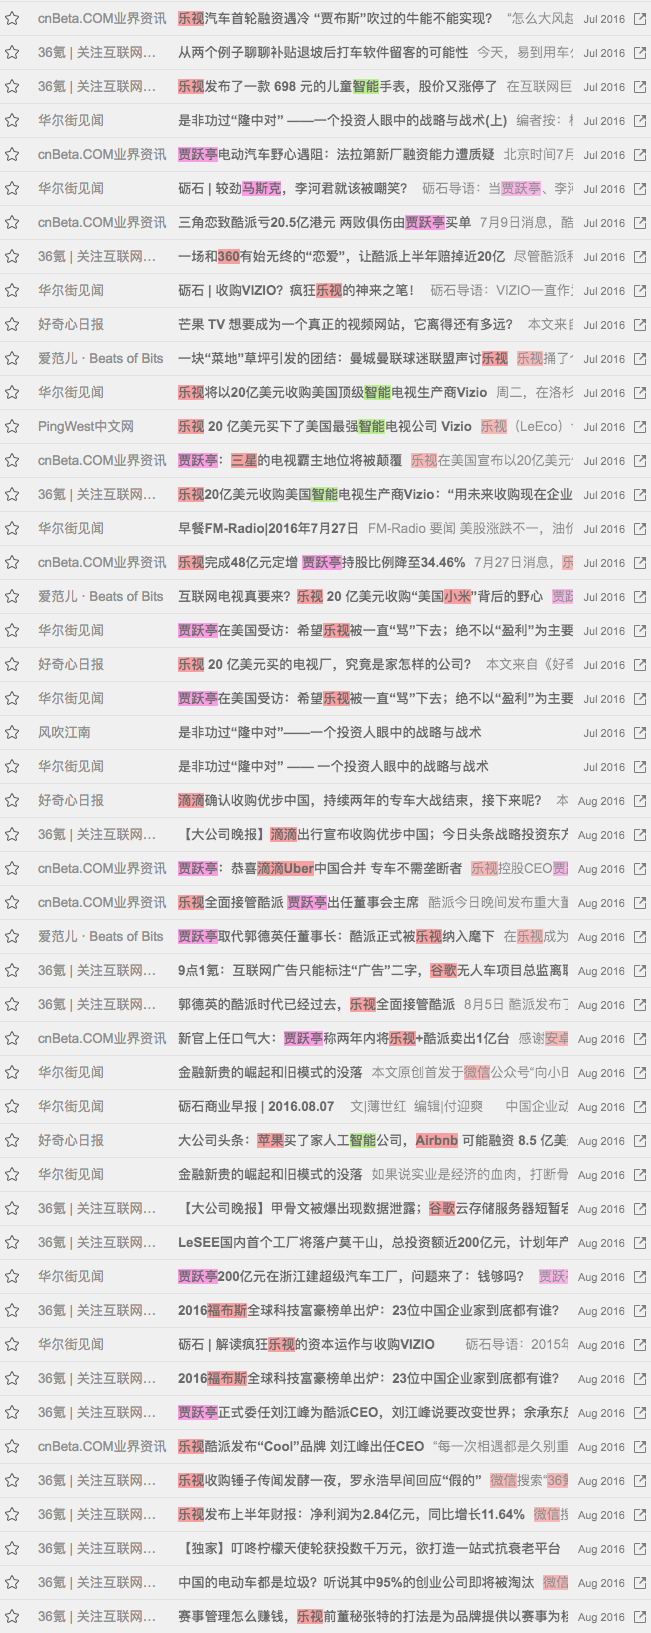 cnBeta.COM业界资讯 乐视汽车首轮融资遇冷 “贾布斯”吹过的牛能不能实现？ “怎么大风起 Jul 2016
36氪 | 关注互联网... 从两个例子聊聊补贴退坡后打车软件留客的可能性 今天，易到用车公 Jul 2016
36氪 | 关注互联网... 乐视发布了一款 698 元的儿童智能手表，股价又涨停了 在互联网巨 Jul 2016
华尔街见闻 是非功过“隆中对” ——一个投资人眼中的战略与战术(上) 编者按： Jul 2016
cnBeta.COM业界资讯 贾跃亭电动汽车野心遇阻：法拉第新厂融资能力遭质疑 北京时间7月 Jul 2016
华尔街见闻 砺石 | 较劲马斯克，李河君就该被嘲笑？ 砺石导语：当贾跃亭、李河 Jul 2016
cnBeta.COM业界资讯 三角恋致酷派亏20.5亿港元 两败俱伤由贾跃亭买单 7月9日消息，酷 Jul 2016
36氪 | 关注互联网... 一场和360有始无终的“恋爱”，让酷派上半年赔掉近20亿 尽管酷派和 Jul 2016
华尔街见闻 砺石 | 收购VIZIO？疯狂乐视的神来之笔！ 砺石导语：VIZIO一直作 Jul 2016
好奇心日报 芒果 TV 想要成为一个真正的视频网站，它离得还有多远？ 本文来自 Jul 2016
爱范儿 · Beats of Bits 一块“菜地”草坪引发的团结：曼城曼联球迷联盟声讨乐视 乐视捅了 Jul 2016
华尔街见闻 乐视将以20亿美元收购美国顶级智能电视生产商Vizio 周二，在洛杉 Jul 2016
PingWest中文网 乐视 20 亿美元买下了美国最强智能电视公司 Vizio 乐视（LeEco） Jul 2016
cnBeta.COM业界资讯 贾跃亭：三星的电视霸主地位将被颠覆 乐视在美国宣布以20亿美元 Jul 2016
36氪 | 关注互联网... 乐视20亿美元收购美国智能电视生产商Vizio：“用未来收购现在企业 Jul 2016
华尔街见闻 早餐FM-Radio|2016年7月27日 FM-Radio 要闻 美股涨跌不一，油价 Jul 2016
cnBeta.COM业界资讯 乐视完成48亿元定增 贾跃亭持股比例降至34.46% 7月27日消息，乐 Jul 2016
爱范儿 · Beats of Bits 互联网电视真要来？乐视 20 亿美元收购“美国小米”背后的野心 贾跃 Jul 2016
华尔街见闻 贾跃亭在美国受访：希望乐视被一直“骂”下去；绝不以“盈利”为主要 Jul 2016
好奇心日报 乐视 20 亿美元买的电视厂，究竟是家怎样的公司？ 本文来自《好奇 Jul 2016
华尔街见闻 贾跃亭在美国受访：希望乐视被一直“骂”下去；绝不以“盈利”为主要 Jul 2016
风吹江南 是非功过“隆中对”——一个投资人眼中的战略与战术 Jul 2016
华尔街见闻 是非功过“隆中对” —— 一个投资人眼中的战略与战术 Jul 2016
好奇心日报 滴滴确认收购优步中国，持续两年的专车大战结束，接下来呢？ 本 Aug 2016
36氪 | 关注互联网... 【大公司晚报】滴滴出行宣布收购优步中国；今日头条战略投资东方 Aug 2016
cnBeta.COM业界资讯 贾跃亭：恭喜滴滴Uber中国合并 专车不需垄断者 乐视控股CEO贾 Aug 2016
cnBeta.COM业界资讯 乐视全面接管酷派 贾跃亭出任董事会主席 酷派今日晚间发布重大董 Aug 2016
爱范儿 · Beats of Bits 贾跃亭取代郭德英任董事长：酷派正式被乐视纳入麾下 在乐视成为 Aug 2016
36氪 | 关注互联网... 9点1氪：互联网广告只能标注“广告”二字，谷歌无人车项目总监离职 Aug 2016
36氪 | 关注互联网... 郭德英的酷派时代已经过去，乐视全面接管酷派 8月5日 酷派发布了 Aug 2016
cnBeta.COM业界资讯 新官上任口气大：贾跃亭称两年内将乐视+酷派卖出1亿台 感谢安卓 Aug 2016
华尔街见闻 金融新贵的崛起和旧模式的没落 本文原创首发于微信公众号“向小田 Aug 2016
华尔街见闻 砺石商业早报 | 2016.08.07 文|薄世红 编辑|付迎爽 中国企业动 Aug 2016
好奇心日报 大公司头条：苹果买了家人工智能公司，Airbnb 可能融资 8.5 亿美 Aug 2016
华尔街见闻 金融新贵的崛起和旧模式的没落 如果说实业是经济的血肉，打断骨 Aug 2016
36氪 | 关注互联网... 【大公司晚报】甲骨文被爆出现数据泄露；谷歌云存储服务器短暂宕 Aug 2016
36氪 | 关注互联网... LeSEE国内首个工厂将落户莫干山，总投资额近200亿元，计划年产 Aug 2016
华尔街见闻 贾跃亭200亿元在浙江建超级汽车工厂，问题来了：钱够吗？ 贾跃亭 Aug 2016
36氪 | 关注互联网... 2016福布斯全球科技富豪榜单出炉：23位中国企业家到底都有谁？ Aug 2016
华尔街见闻 砺石 | 解读疯狂乐视的资本运作与收购VIZIO 砺石导语：2015年 Aug 2016
36氪 | 关注互联网... 2016福布斯全球科技富豪榜单出炉：23位中国企业家到底都有谁？ Aug 2016
36氪 | 关注互联网... 贾跃亭正式委任刘江峰为酷派CEO，刘江峰说要改变世界；余承东反 Aug 2016
cnBeta.COM业界资讯 乐视酷派发布“Cool”品牌 刘江峰出任CEO “每一次相遇都是久别重 Aug 2016
36氪 | 关注互联网... 乐视收购锤子传闻发酵一夜，罗永浩早间回应“假的” 微信搜索“36氪 Aug 2016
36氪 | 关注互联网... 乐视发布上半年财报：净利润为2.84亿元，同比增长11.64% 微信搜 Aug 2016
36氪 | 关注互联网... 【独家】叮咚柠檬天使轮获投数千万元，欲打造一站式抗衰老平台 Aug 2016
36氪 | 关注互联网... 中国的电动车都是垃圾？听说其中95%的创业公司即将被淘汰 微信 Aug 2016
36氪 | 关注互联网... 赛事管理怎么赚钱，乐视前董秘张特的打法是为品牌提供以赛事为核 Aug 2016